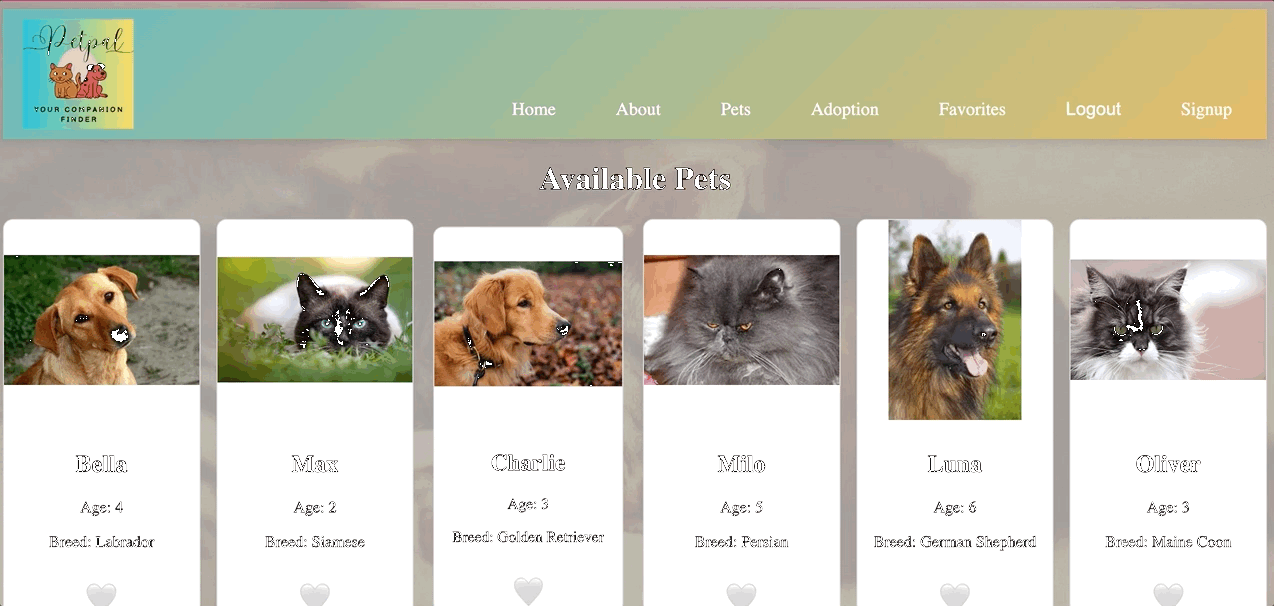 Petpal
YOUR COMPANION
FINDER
Home About Pets Adoption Favorites Logout Signup
Available Pets
Bella
Age: 4
Breed: Labrador
Max
Age: 2
Breed: Siamese
Charlie
Age: 3
Breed: Golden Retriever
Milo
Age: 5
Breed: Persian
Luna
Age: 6
Breed: German Shepherd
Oliver
Age: 3
Breed: Maine Coon